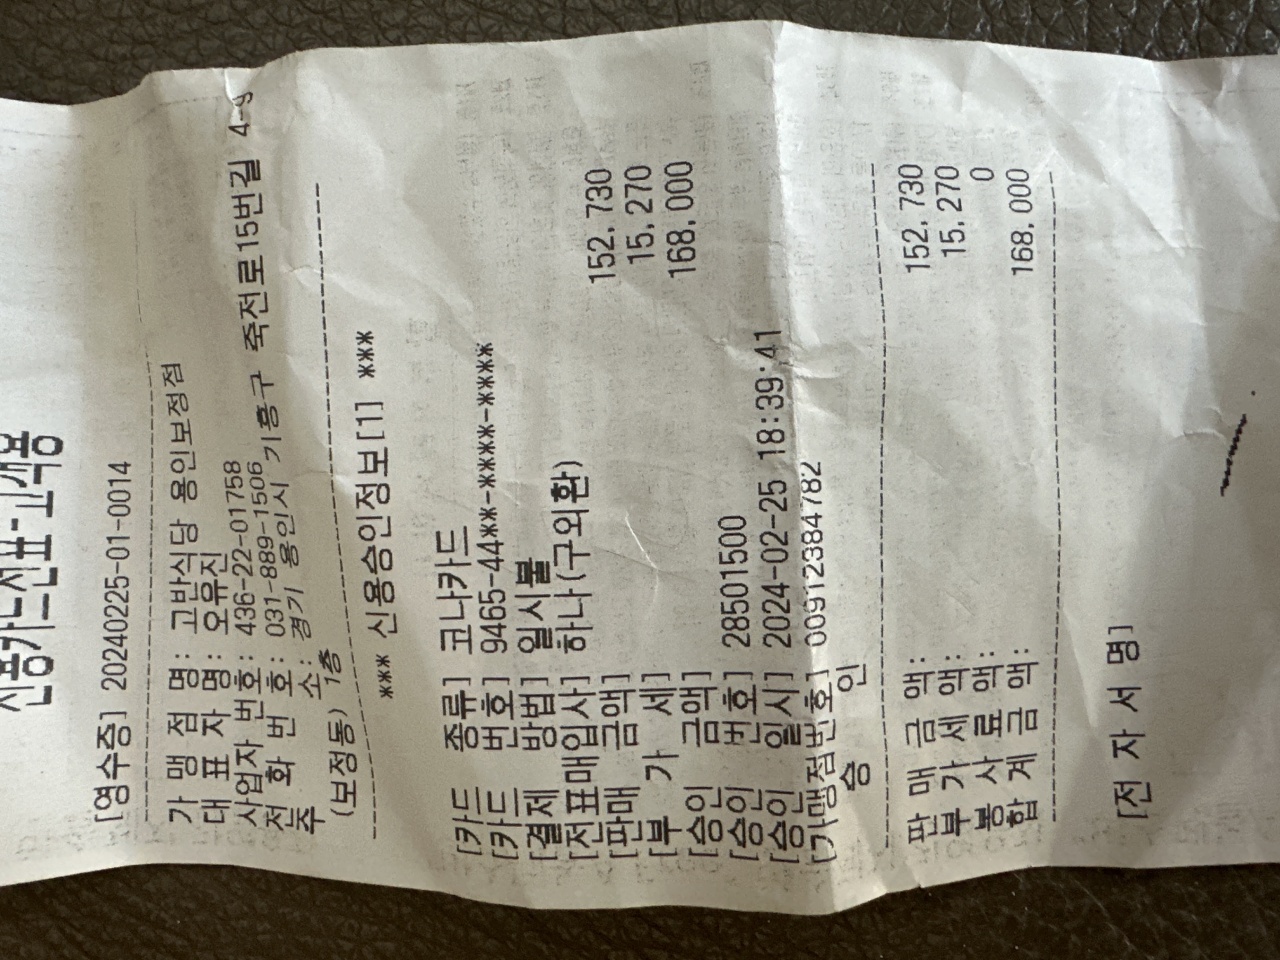 신용카드전표-고객용
[영수증] 20240225-01-0014
가 맹 점 명: 고반식당 용인보정점
대 표 자 명: 오유진
사업자 번호: 436-22-01758
전 화 번 호: 031-889-1506
주 소: 경기 용인시 기흥구 죽전로15번길 4-9
(보정동) 1층
*** 신용승인정보[1] ***
[카드 종류] 코나카드
[카드 번호] 9465-44**-****-****
[결제 방법] 일시불
[전표매입사] 하나(구외환)
[판매 금액] 152,730
[부 가 세] 15,270
[승인 금액] 168,000
[승인 번호] 28501500
[승인 일시] 2024-02-25 18:39:41
[가맹점번호] 00912384782
승 인
판 매 금 액: 152,730
부 가 세 액: 15,270
봉 사 료 액: 0
합 계 금 액: 168,000
[전 자 서 명]